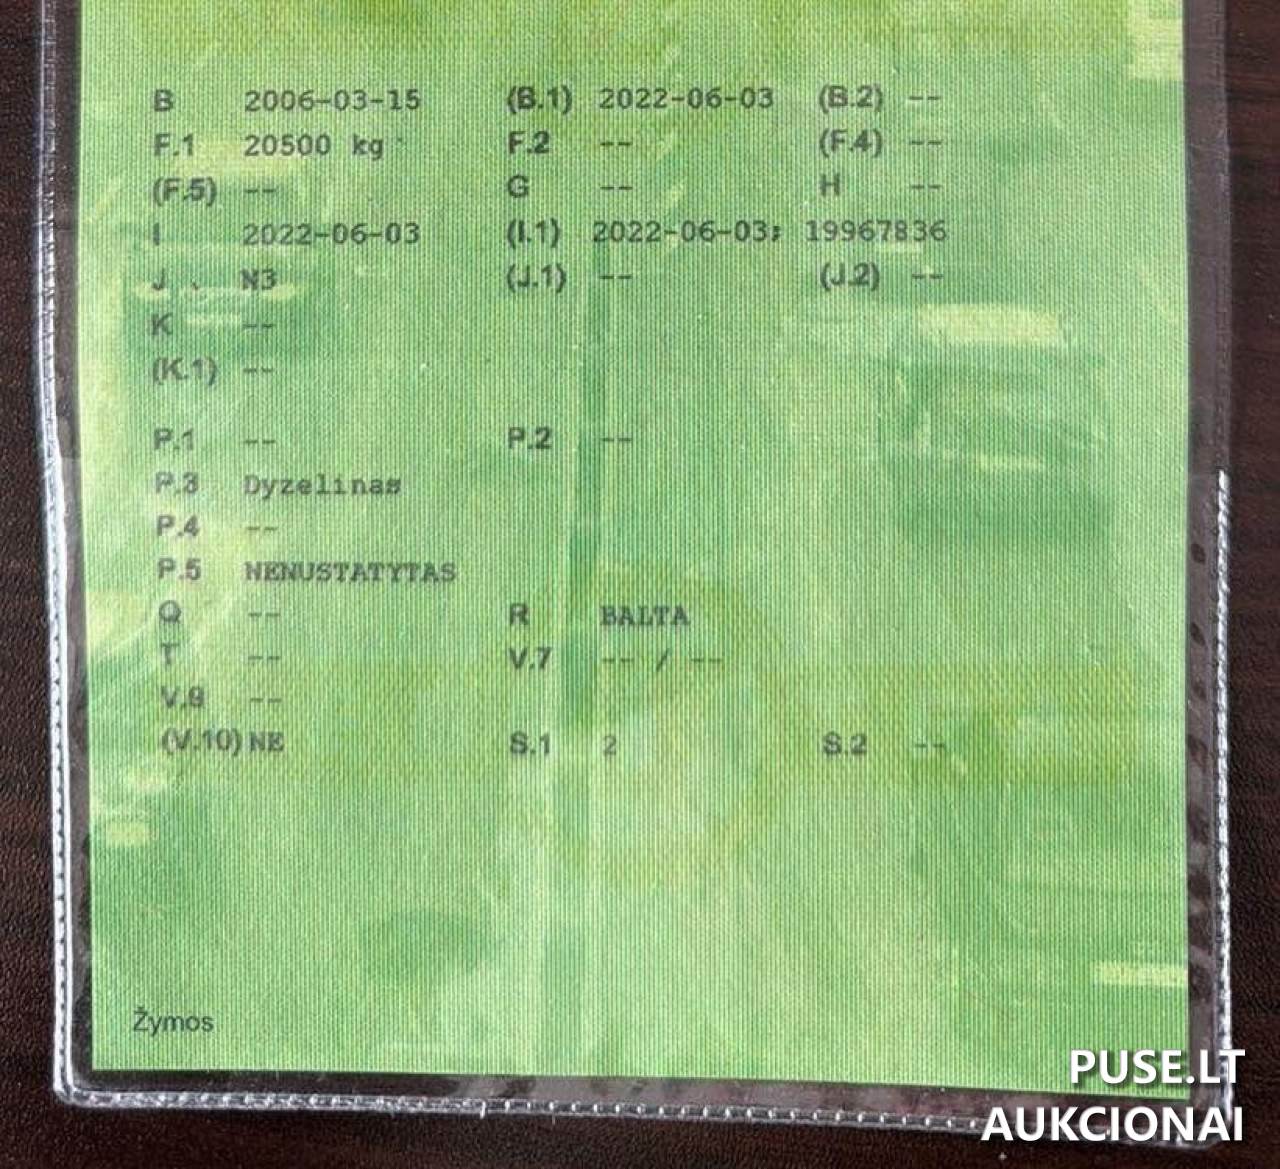 B 2006-03-15 (B.1) 2022-06-03 (B.2) --
F.1 20500 kg F.2 -- (F.4) --
(F.5) -- G -- H --
I 2022-06-03 (I.1) 2022-06-03; 19967836
J N3 (J.1) -- (J.2) --
K --
(K.1) --
P.1 -- P.2 --
P.3 Dyzelinas
P.4 --
P.5 NENUSTATYTAS
Q -- R BALTA
T -- V.7 -- / --
V.9 --
(V.10) NE S.1 2 S.2 --
Žymos
PUSE.LT
AUKCIONAI